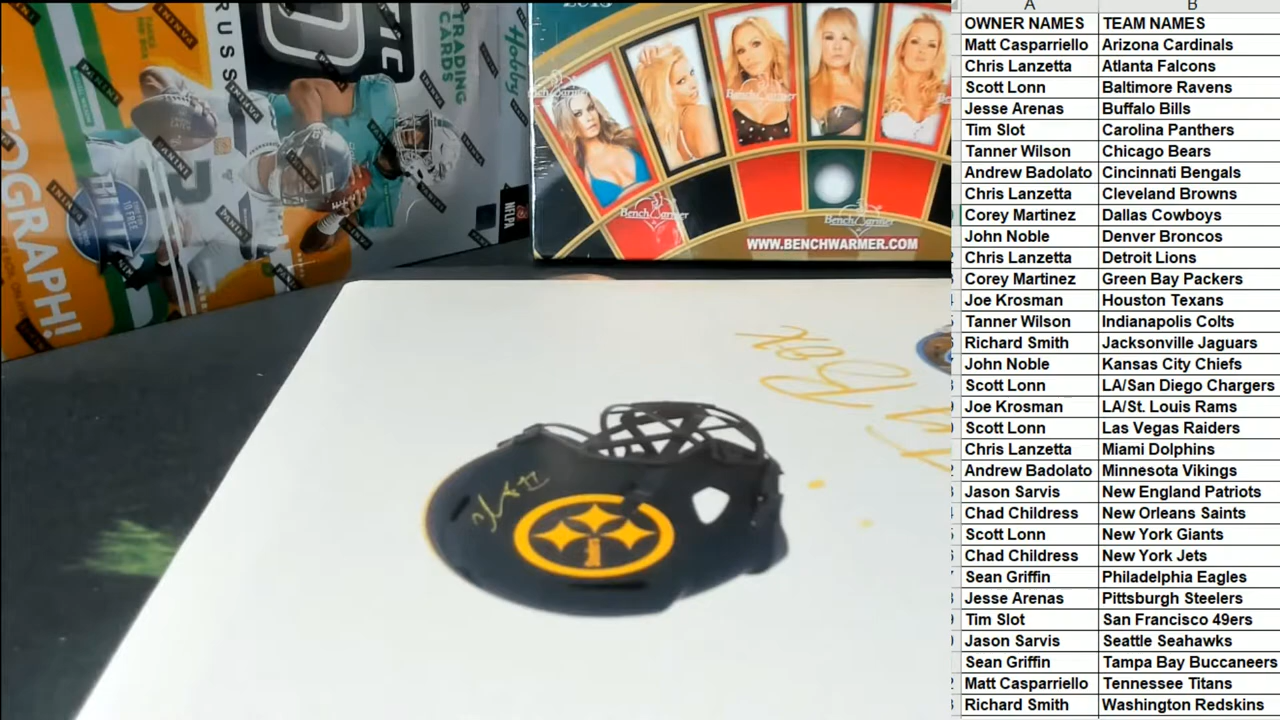 TRADING
CARDS
Hobby
RUSS
PANINI
NFLPA
AUTOGRAPH!
2015
BenchWarmer
BenchWarmer
BenchWarmer
WWW.BENCHWARMER.COM
Box
A B
OWNER NAMES TEAM NAMES
Matt Casparriello Arizona Cardinals
Chris Lanzetta Atlanta Falcons
Scott Lonn Baltimore Ravens
Jesse Arenas Buffalo Bills
Tim Slot Carolina Panthers
Tanner Wilson Chicago Bears
Andrew Badolato Cincinnati Bengals
Chris Lanzetta Cleveland Browns
Corey Martinez Dallas Cowboys
John Noble Denver Broncos
Chris Lanzetta Detroit Lions
Corey Martinez Green Bay Packers
Joe Krosman Houston Texans
Tanner Wilson Indianapolis Colts
Richard Smith Jacksonville Jaguars
John Noble Kansas City Chiefs
Scott Lonn LA/San Diego Chargers
Joe Krosman LA/St. Louis Rams
Scott Lonn Las Vegas Raiders
Chris Lanzetta Miami Dolphins
Andrew Badolato Minnesota Vikings
Jason Sarvis New England Patriots
Chad Childress New Orleans Saints
Scott Lonn New York Giants
Chad Childress New York Jets
Sean Griffin Philadelphia Eagles
Jesse Arenas Pittsburgh Steelers
Tim Slot San Francisco 49ers
Jason Sarvis Seattle Seahawks
Sean Griffin Tampa Bay Buccaneers
Matt Casparriello Tennessee Titans
Richard Smith Washington Redskins